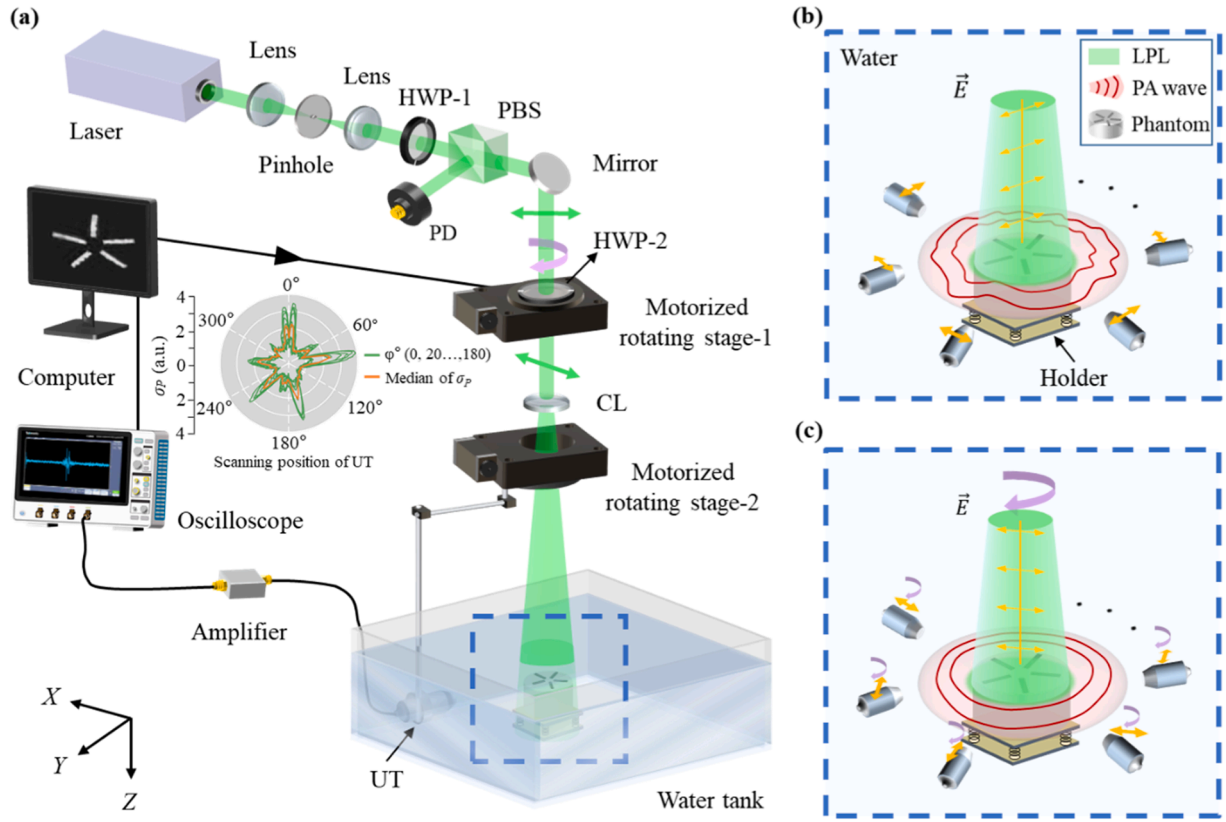 (a)
Lens
Lens
HWP-1
PBS
Laser
Pinhole
Mirror
PD
HWP-2
Motorized
rotating stage-1
0°
60°
120°
180°
240°
300°
4
2
0
2
4
σP (a.u.)
φ° (0, 20…,180)
Median of σP
Scanning position of UT
Computer
CL
Motorized
rotating stage-2
Oscilloscope
Amplifier
X
Y
Z
UT
Water tank
(b)
Water
E
LPL
PA wave
Phantom
Holder
(c)
E